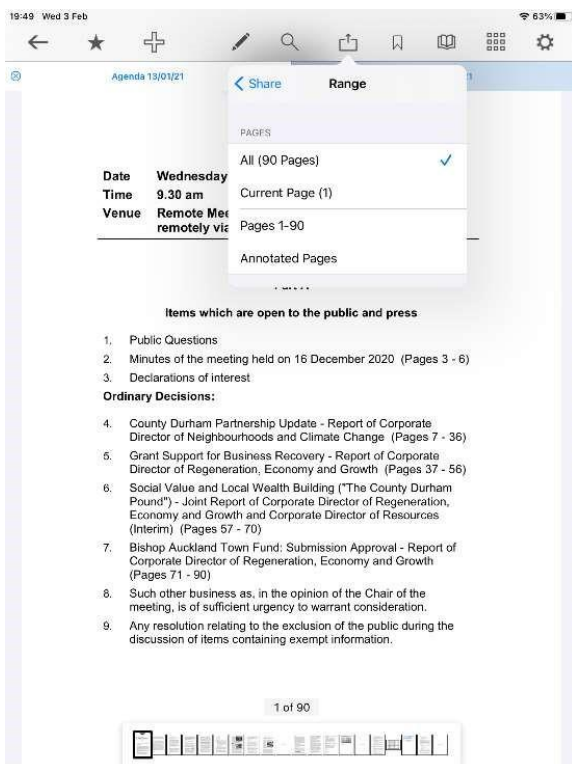 19:49 Wed 3 Feb
63%
Agenda 13/01/21
Share
Range
PAGES
All (90 Pages)
Current Page (1)
Pages 1-90
Annotated Pages
Date Wednesday
Time 9.30 am
Venue Remote
remotely
Items which are open to the public and press
1. Public Questions
2. Minutes of the meeting held on 16 December 2020 (Pages 3 - 6)
3. Declarations of interest
Ordinary Decisions:
4. County Durham Partnership Update - Report of Corporate
Director of Neighbourhoods and Climate Change (Pages 7 - 36)
5. Grant Support for Business Recovery - Report of Corporate
Director of Regeneration, Economy and Growth (Pages 37 - 56)
6. Social Value and Local Wealth Building ("The County Durham
Pound") - Joint Report of Corporate Director of Regeneration,
Economy and Growth and Corporate Director of Resources
(Interim) (Pages 57 - 70)
7. Bishop Auckland Town Fund: Submission Approval - Report of
Corporate Director of Regeneration, Economy and Growth
(Pages 71 - 90)
8. Such other business as, in the opinion of the Chair of the
meeting, is of sufficient urgency to warrant consideration.
9. Any resolution relating to the exclusion of the public during the
discussion of items containing exempt information.
1 of 90